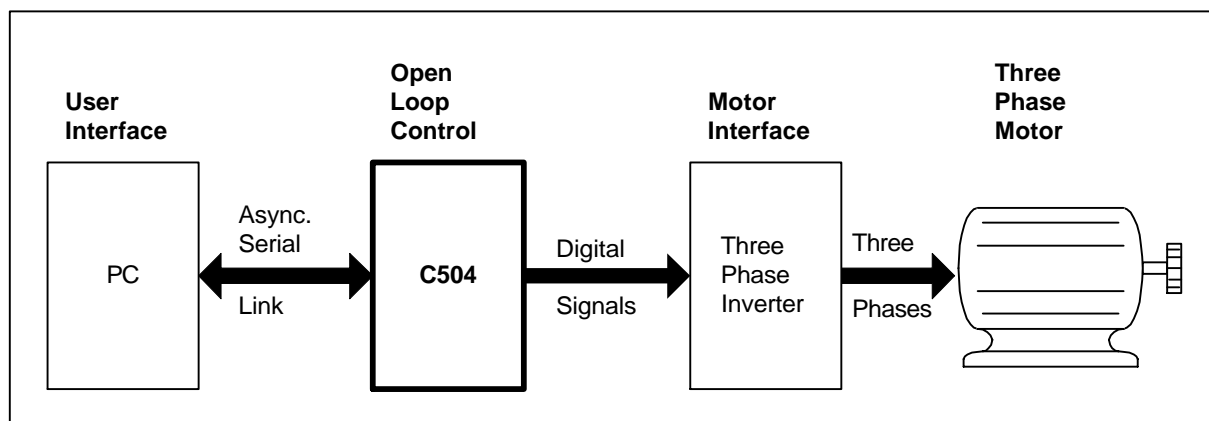 User
Interface
Open
Loop
Control
Motor
Interface
Three
Phase
Motor
PC
Async.
Serial
Link
C504
Digital
Signals
Three
Phase
Inverter
Three
Phases